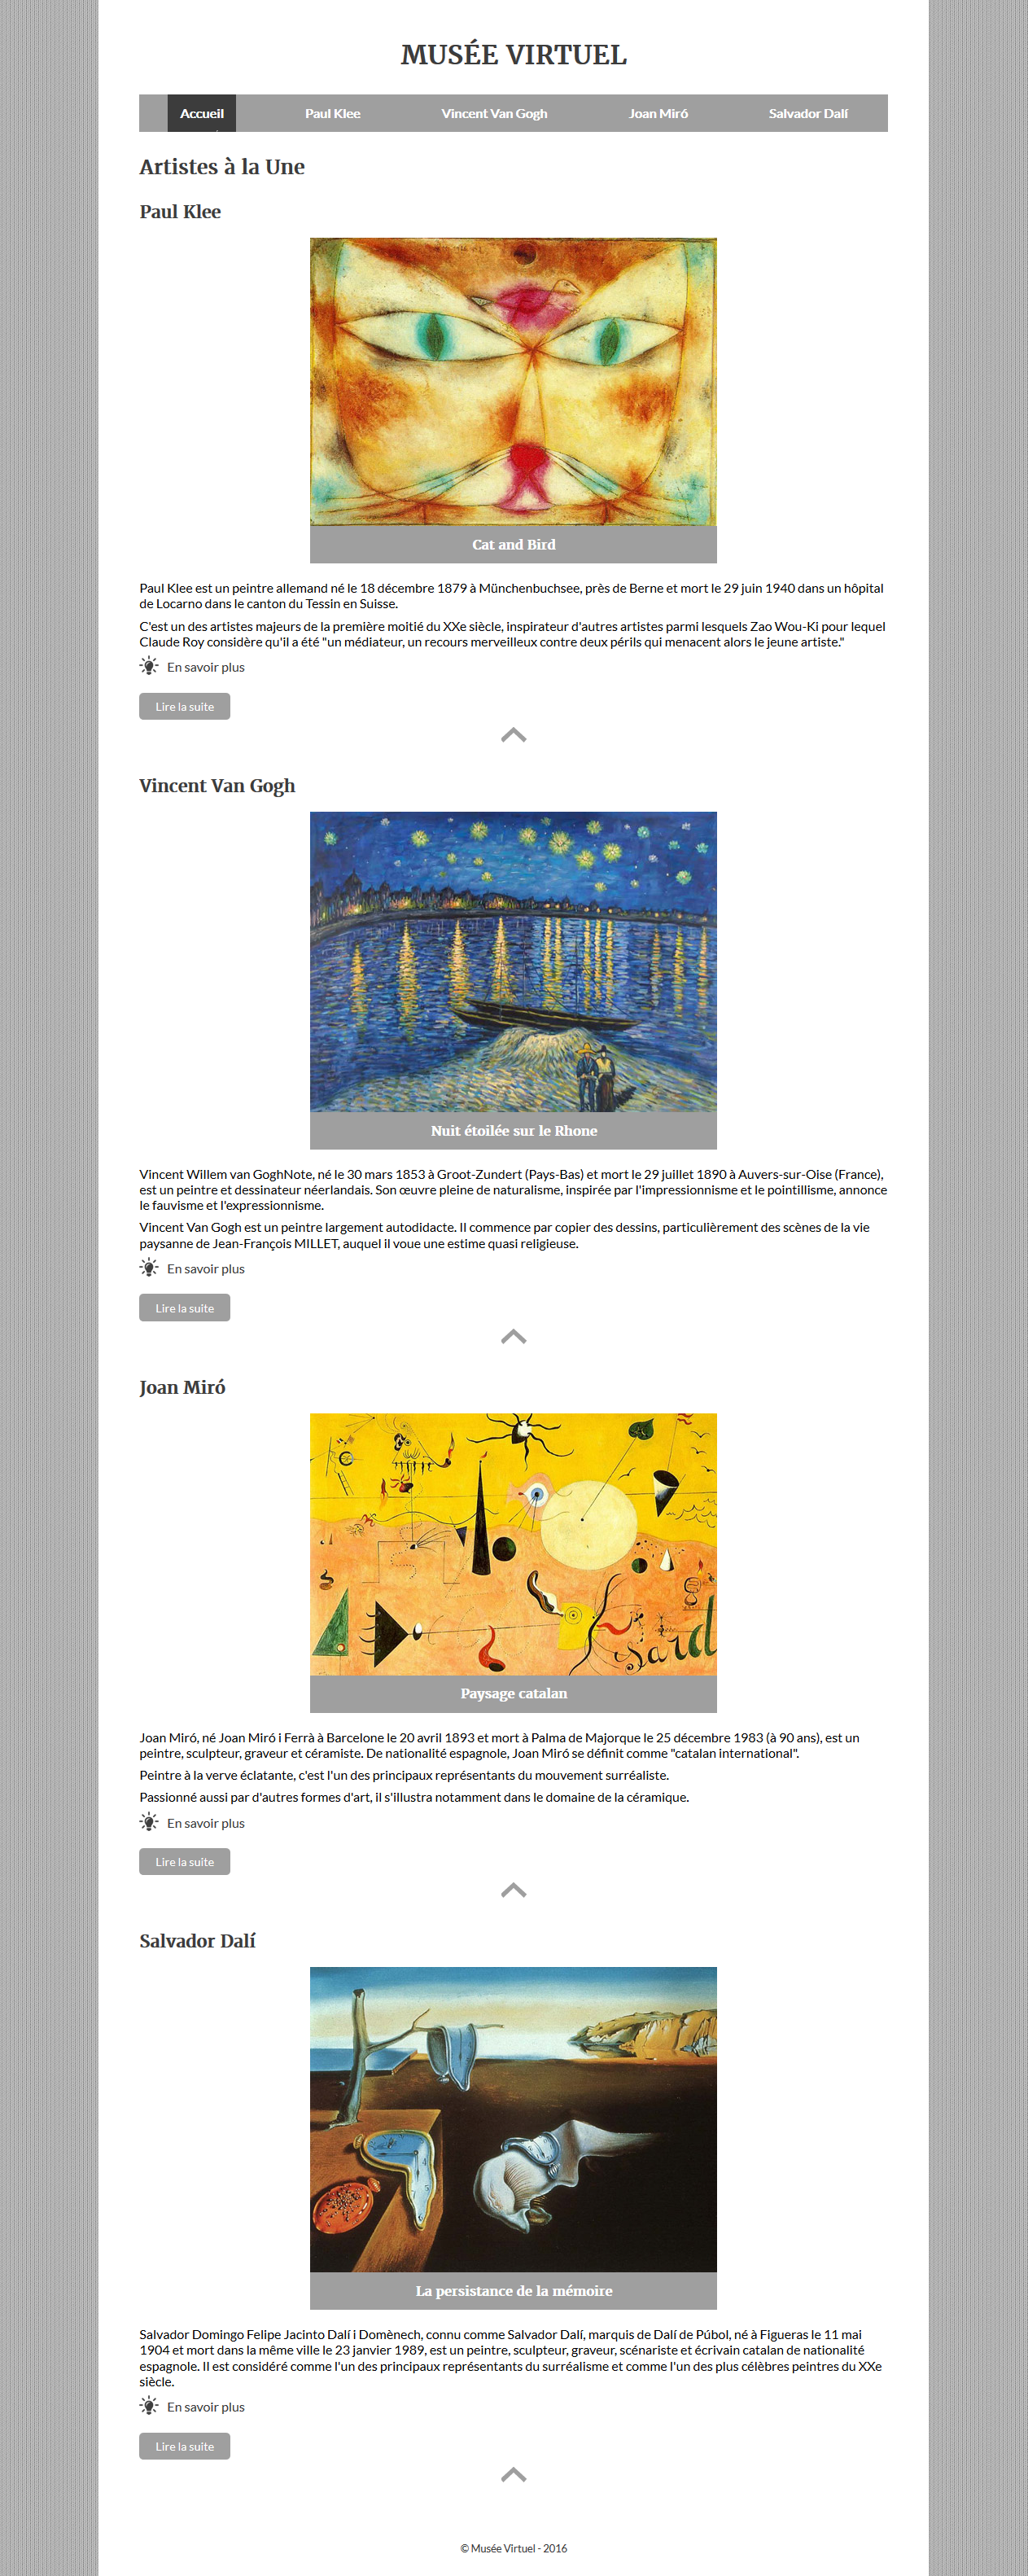 MUSÉE VIRTUEL
Accueil Paul Klee Vincent Van Gogh Joan Miró Salvador Dalí
Artistes à la Une
Paul Klee
Cat and Bird
Paul Klee est un peintre allemand né le 18 décembre 1879 à Münchenbuchsee, près de Berne et mort le 29 juin 1940 dans un hôpital
de Locarno dans le canton du Tessin en Suisse.
C'est un des artistes majeurs de la première moitié du XXe siècle, inspirateur d'autres artistes parmi lesquels Zao Wou-Ki pour lequel
Claude Roy considère qu'il a été "un médiateur, un recours merveilleux contre deux périls qui menacent alors le jeune artiste."
En savoir plus
Lire la suite
Vincent Van Gogh
Nuit étoilée sur le Rhone
Vincent Willem van GoghNote, né le 30 mars 1853 à Groot-Zundert (Pays-Bas) et mort le 29 juillet 1890 à Auvers-sur-Oise (France),
est un peintre et dessinateur néerlandais. Son œuvre pleine de naturalisme, inspirée par l'impressionnisme et le pointillisme, annonce
le fauvisme et l'expressionnisme.
Vincent Van Gogh est un peintre largement autodidacte. Il commence par copier des dessins, particulièrement des scènes de la vie
paysanne de Jean-François MILLET, auquel il voue une estime quasi religieuse.
En savoir plus
Lire la suite
Joan Miró
sard
Paysage catalan
Joan Miró, né Joan Miró i Ferrà à Barcelone le 20 avril 1893 et mort à Palma de Majorque le 25 décembre 1983 (à 90 ans), est un
peintre, sculpteur, graveur et céramiste. De nationalité espagnole, Joan Miró se définit comme "catalan international".
Peintre à la verve éclatante, c'est l'un des principaux représentants du mouvement surréaliste.
Passionné aussi par d'autres formes d'art, il s'illustra notamment dans le domaine de la céramique.
En savoir plus
Lire la suite
Salvador Dalí
La persistance de la mémoire
Salvador Domingo Felipe Jacinto Dalí i Domènech, connu comme Salvador Dalí, marquis de Dalí de Púbol, né à Figueras le 11 mai
1904 et mort dans la même ville le 23 janvier 1989, est un peintre, sculpteur, graveur, scénariste et écrivain catalan de nationalité
espagnole. Il est considéré comme l'un des principaux représentants du surréalisme et comme l'un des plus célèbres peintres du XXe
siècle.
En savoir plus
Lire la suite
© Musée Virtuel - 2016